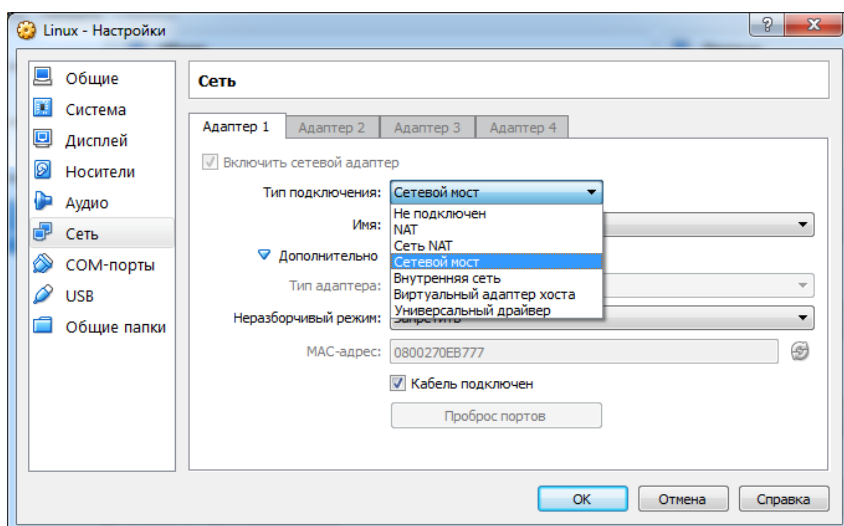 Linux - Настройки
Общие
Система
Дисплей
Носители
Аудио
Сеть
COM-порты
USB
Общие папки
Сеть
Адаптер 1 Адаптер 2 Адаптер 3 Адаптер 4
Включить сетевой адаптер
Тип подключения: Сетевой мост
Не подключен
NAT
Сеть NAT
Сетевой мост
Внутренняя сеть
Виртуальный адаптер хоста
Универсальный драйвер
Имя:
Дополнительно
Тип адаптера:
Неразборчивый режим: Запретить
MAC-адрес: 0800270EB777
Кабель подключен
Проброс портов
OK Отмена Справка